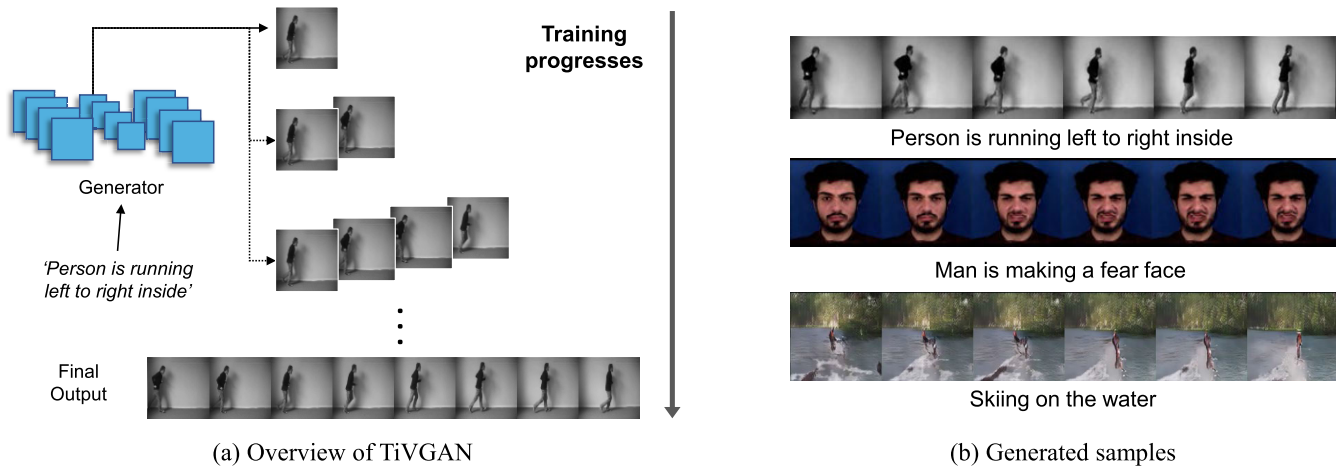 Training
progresses
Generator
‘Person is running
left to right inside’
Final
Output
(a) Overview of TiVGAN
Person is running left to right inside
Man is making a fear face
Skiing on the water
(b) Generated samples